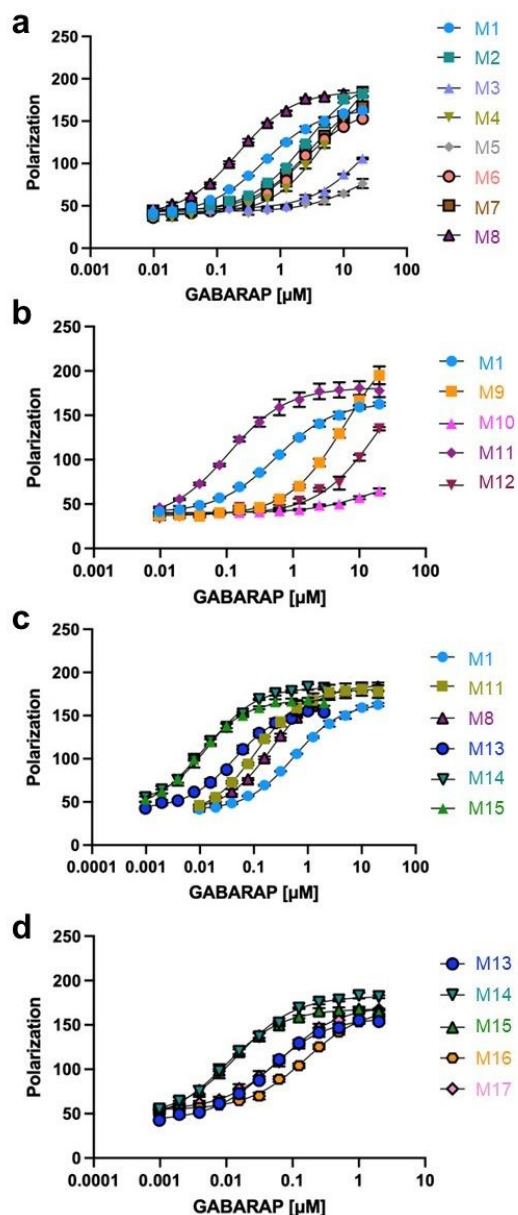 a
250
200
150
100
50
0
Polarization
0.001 0.01 0.1 1 10 100
GABARAP [µM]
M1
M2
M3
M4
M5
M6
M7
M8
b
250
200
150
100
50
0
Polarization
0.001 0.01 0.1 1 10 100
GABARAP [µM]
M1
M9
M10
M11
M12
c
250
200
150
100
50
0
Polarization
0.0001 0.001 0.01 0.1 1 10 100
GABARAP [µM]
M1
M11
M8
M13
M14
M15
d
250
200
150
100
50
0
Polarization
0.0001 0.001 0.01 0.1 1 10
GABARAP [µM]
M13
M14
M15
M16
M17